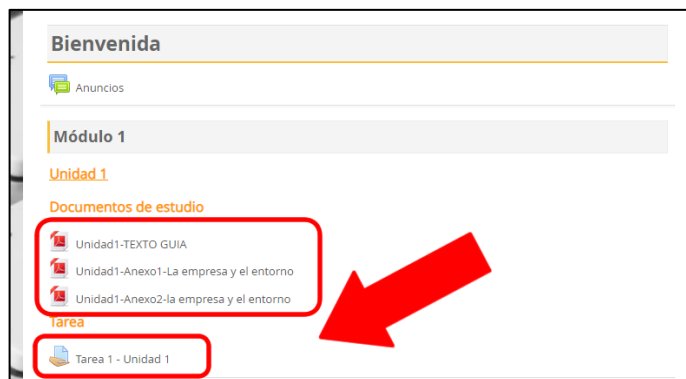 Bienvenida
Anuncios
Módulo 1
Unidad 1
Documentos de estudio
Unidad1-TEXTO GUIA
Unidad1-Anexo1-La empresa y el entorno
Unidad1-Anexo2-la empresa y el entorno
Tarea
Tarea 1 - Unidad 1